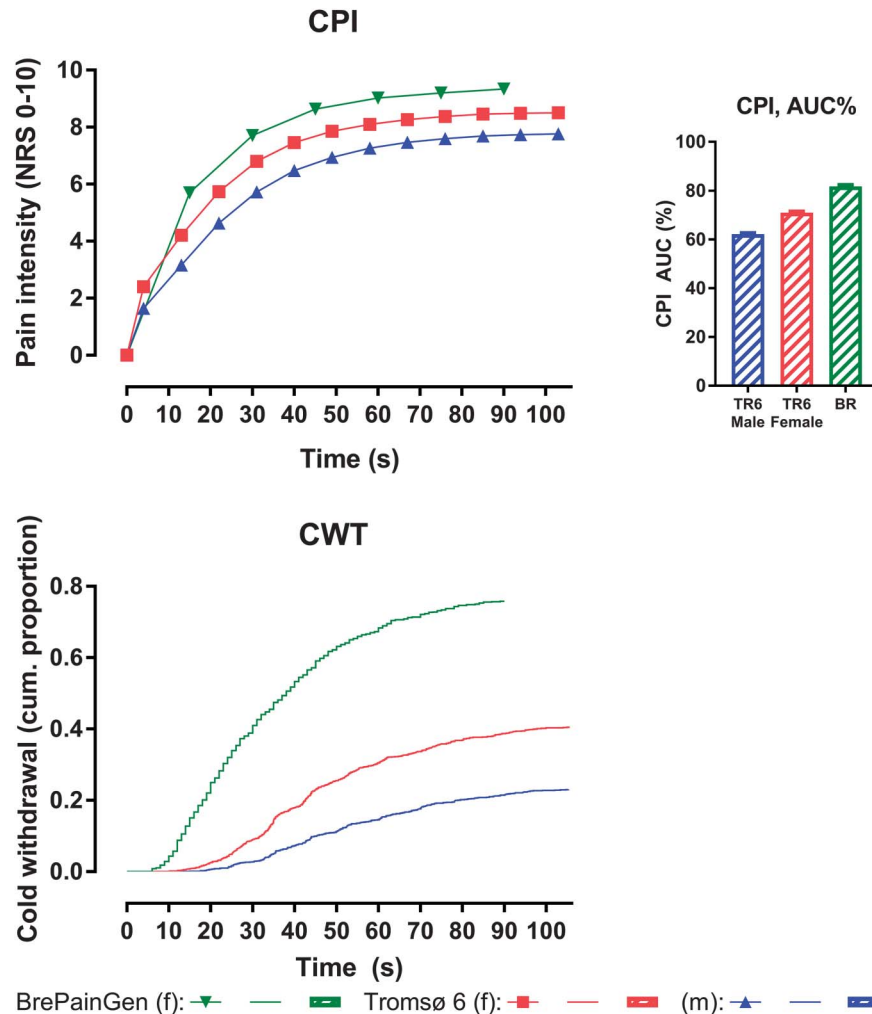 CPI
Pain intensity (NRS 0-10)
10
8
6
4
2
0
0 10 20 30 40 50 60 70 80 90 100
Time (s)
CPI, AUC%
CPI AUC (%)
100
80
60
40
20
0
TR6 Male
TR6 Female
BR
CWT
Cold withdrawal (cum. proportion)
0.8
0.6
0.4
0.2
0.0
0 10 20 30 40 50 60 70 80 90 100
Time (s)
BrePainGen (f): Tromsø 6 (f): (m):